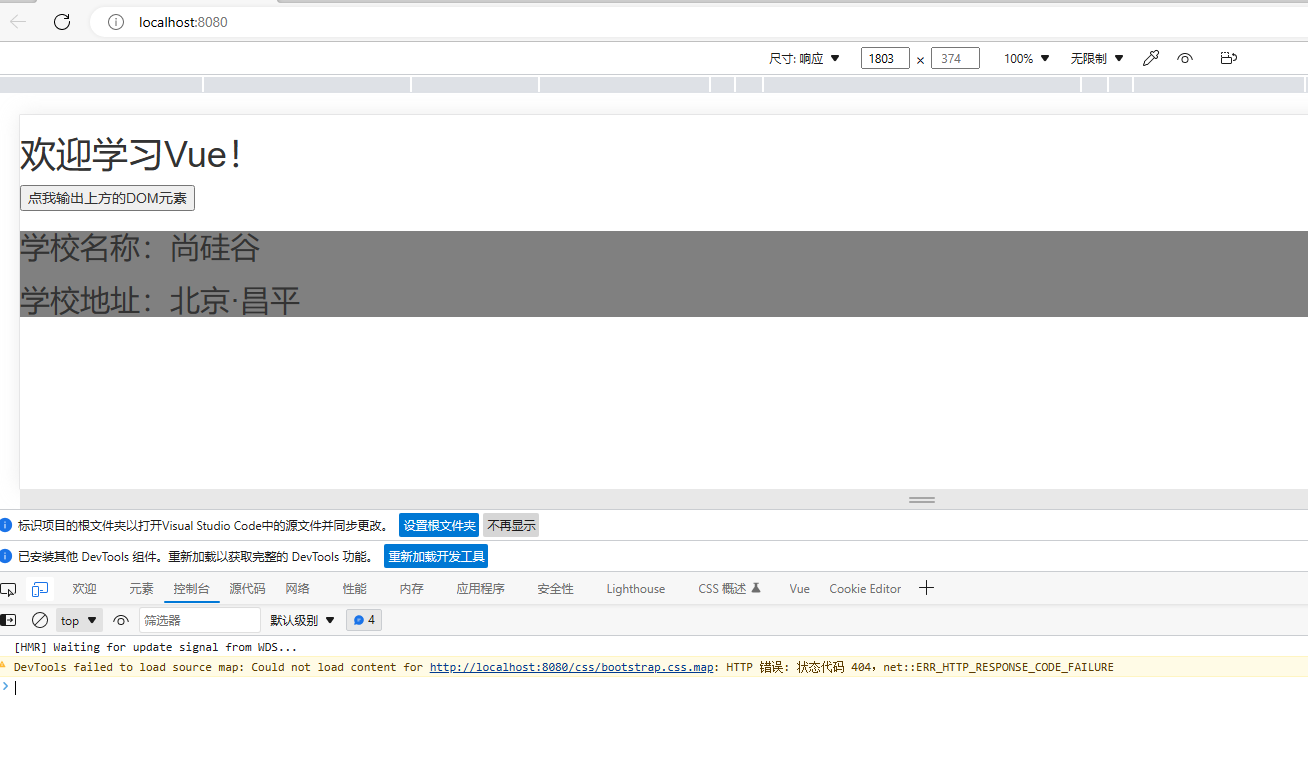 localhost:8080
尺寸: 响应 ▼ 1803 × 374 100% ▼ 无限制 ▼
欢迎学习Vue！
点我输出上方的DOM元素
学校名称：尚硅谷
学校地址：北京·昌平
标识项目的根文件夹以打开Visual Studio Code中的源文件并同步更改。 设置根文件夹 不再显示
已安装其他 DevTools 组件。重新加载以获取完整的 DevTools 功能。 重新加载开发工具
欢迎 元素 控制台 源代码 网络 性能 内存 应用程序 安全性 Lighthouse CSS 概述 Vue Cookie Editor
top ▼ 筛选器 默认级别 ▼ 4
[HMR] Waiting for update signal from WDS...
DevTools failed to load source map: Could not load content for http://localhost:8080/css/bootstrap.css.map: HTTP 错误: 状态代码 404，net::ERR_HTTP_RESPONSE_CODE_FAILURE